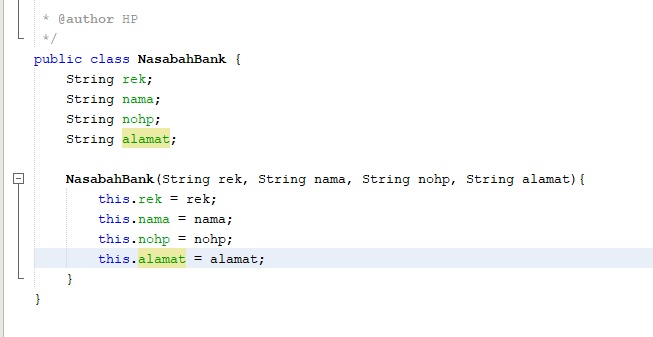 * @author HP
*/
public class NasabahBank {
    String rek;
    String nama;
    String nohp;
    String alamat;

    NasabahBank(String rek, String nama, String nohp, String alamat){
        this.rek = rek;
        this.nama = nama;
        this.nohp = nohp;
        this.alamat = alamat;
    }
}